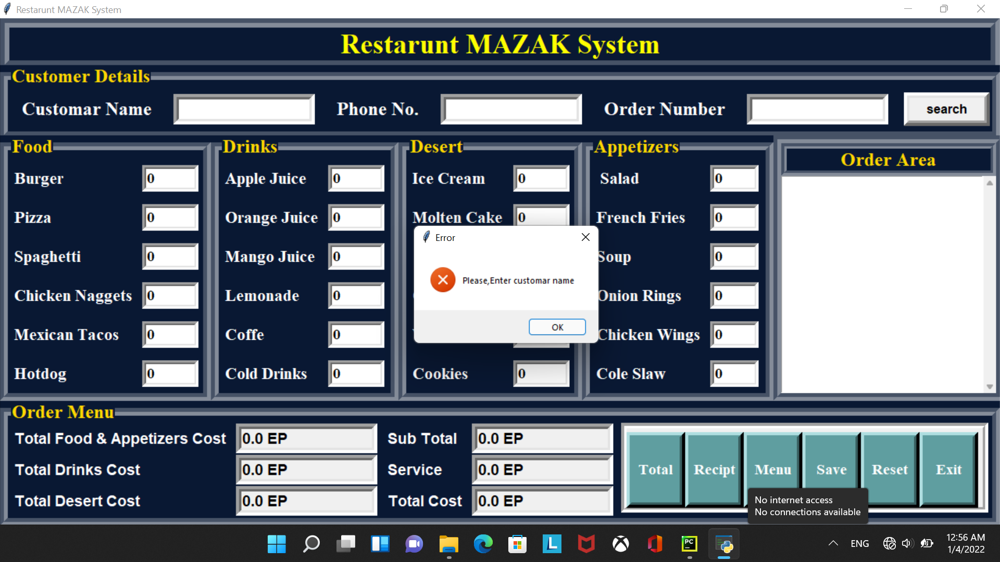 Restarunt MAZAK System
Restarunt MAZAK System
Customer Details
Customar Name
Phone No.
Order Number
search
Food
Drinks
Desert
Appetizers
Order Area
Burger 0
Apple Juice 0
Ice Cream 0
Salad 0
Pizza 0
Orange Juice 0
Molten Cake 0
French Fries 0
Spaghetti 0
Mango Juice 0
Soup 0
Chicken Naggets 0
Lemonade 0
Onion Rings 0
Mexican Tacos 0
Coffe 0
Chicken Wings 0
Hotdog 0
Cold Drinks 0
Cookies 0
Cole Slaw 0
Error
Please,Enter customar name
OK
Order Menu
Total Food & Appetizers Cost 0.0 EP
Sub Total 0.0 EP
Total Drinks Cost 0.0 EP
Service 0.0 EP
Total Desert Cost 0.0 EP
Total Cost 0.0 EP
Total
Recipt
Menu
Save
Reset
Exit
No internet access
No connections available
L
PC
ENG
12:56 AM
1/4/2022